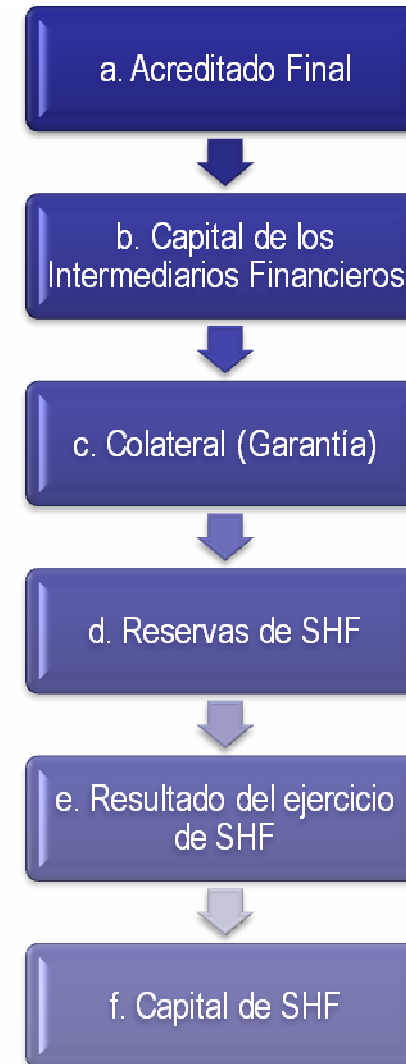 a. Acreditado Final
b. Capital de los
Intermediarios Financieros
c. Colateral (Garantía)
d. Reservas de SHF
e. Resultado del ejercicio
de SHF
f. Capital de SHF